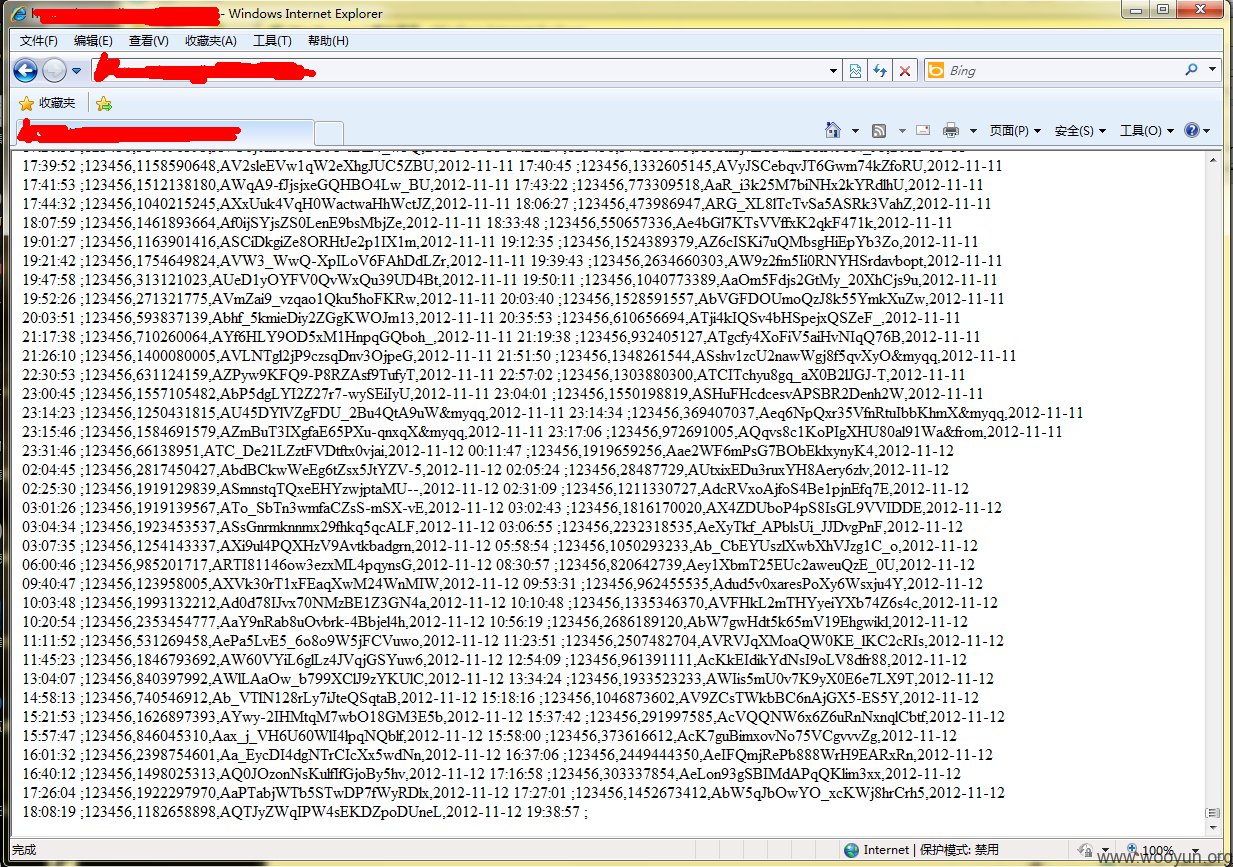 - Windows Internet Explorer
文件(F) 编辑(E) 查看(V) 收藏夹(A) 工具(T) 帮助(H)
Bing
收藏夹
页面(P) 安全(S) 工具(O)
17:39:52 ;123456,1158590648,AV2sleEVw1qW2eXhgJUC5ZBU,2012-11-11 17:40:45 ;123456,1332605145,AVyJSCebqvJT6Gwm74kZfoRU,2012-11-11
17:41:53 ;123456,1512138180,AWqA9-fJjsjxeGQHBO4Lw_BU,2012-11-11 17:43:22 ;123456,773309518,AaR_i3k25M7biNHx2kYRdlhU,2012-11-11
17:44:32 ;123456,1040215245,AXxUuk4VqH0WactwaHhWctJZ,2012-11-11 18:06:27 ;123456,473986947,ARG_XL8lTcTvSa5ASRk3VahZ,2012-11-11
18:07:59 ;123456,1461893664,Af0ijSYjsZS0LenE9bsMbjZe,2012-11-11 18:33:48 ;123456,550657336,Ae4bGl7KTsVVffxK2qkF471k,2012-11-11
19:01:27 ;123456,1163901416,ASCiDkgiZe8ORHtJe2p1IX1m,2012-11-11 19:12:35 ;123456,1524389379,AZ6cISKi7uQMbsgHiEpYb3Zo,2012-11-11
19:21:42 ;123456,1754649824,AVW3_WwQ-XpILoV6FAhDdLZr,2012-11-11 19:39:43 ;123456,2634660303,AW9z2fm5Ii0RNYHSrdavbopt,2012-11-11
19:47:58 ;123456,313121023,AUeD1yOYFV0QvWxQu39UD4Bt,2012-11-11 19:50:11 ;123456,1040773389,AaOm5Fdjs2GtMy_20XhCjs9u,2012-11-11
19:52:26 ;123456,271321775,AVmZai9_vzqao1Qku5hoFKRw,2012-11-11 20:03:40 ;123456,1528591557,AbVGFDOUmoQzJ8k55YmkXuZw,2012-11-11
20:03:51 ;123456,593837139,Abhf_5kmieDiy2ZGgKWOJm13,2012-11-11 20:35:53 ;123456,610656694,ATji4kIQSv4bHSpejxQSZeF_,2012-11-11
21:17:38 ;123456,710260064,AYf6HLY9OD5xM1HnpqGQboh_,2012-11-11 21:19:38 ;123456,932405127,ATgcfy4XoFiV5aiHvNIqQ76B,2012-11-11
21:26:10 ;123456,1400080005,AVLNTgl2jP9czsqDnv3OjpeG,2012-11-11 21:51:50 ;123456,1348261544,ASshv1zcU2nawWgj8f5qvXyO&myqq,2012-11-11
22:30:53 ;123456,631124159,AZPyw9KFQ9-P8RZAsf9TufyT,2012-11-11 22:57:02 ;123456,1303880300,ATCITchyu8gq_aX0B2lJGJ-T,2012-11-11
23:00:45 ;123456,1557105482,AbP5dgLYI2Z27r7-wySEiIyU,2012-11-11 23:04:01 ;123456,1550198819,ASHuFHcdcesvAPSBR2Denh2W,2012-11-11
23:14:23 ;123456,1250431815,AU45DYlVZgFDU_2Bu4QtA9uW&myqq,2012-11-11 23:14:34 ;123456,369407037,Aeq6NpQxr35VfnRtuIbbKhmX&myqq,2012-11-11
23:15:46 ;123456,1584691579,AZmBuT3IXgfaE65PXu-qnxqX&myqq,2012-11-11 23:17:06 ;123456,972691005,AQqvs8c1KoPIgXHU80al91Wa&from,2012-11-11
23:31:46 ;123456,66138951,ATC_De21LZztFVDtftx0vjai,2012-11-12 00:11:47 ;123456,1919659256,Aae2WF6mPsG7BObEklxynyK4,2012-11-12
02:04:45 ;123456,2817450427,AbdBCkwWeEg6tZsx5JtYZV-5,2012-11-12 02:05:24 ;123456,28487729,AUtxixEDu3ruxYH8Aery6zlv,2012-11-12
02:25:30 ;123456,1919129839,ASmnstqTQxeEHYzwjptaMU--,2012-11-12 02:31:09 ;123456,1211330727,AdcRVxoAjfoS4Be1pjnEfq7E,2012-11-12
03:01:26 ;123456,1919139567,ATo_SbTn3wmfaCZsS-mSX-vE,2012-11-12 03:02:43 ;123456,1816170020,AX4ZDUboP4pS8IsGL9VVIDDE,2012-11-12
03:04:34 ;123456,1923453537,ASsGnrmknnmx29fhkq5qcALF,2012-11-12 03:06:55 ;123456,2232318535,AeXyTkf_APblsUi_JJDvgPnF,2012-11-12
03:07:35 ;123456,1254143337,AXi9ul4PQXHzV9Avtkbadgrn,2012-11-12 05:58:54 ;123456,1050293233,Ab_CbEYUszlXwbXhVJzg1C_o,2012-11-12
06:00:46 ;123456,985201717,ARTI81146ow3ezxML4pqynsG,2012-11-12 08:30:57 ;123456,820642739,Aey1XbmT25EUc2aweuQzE_0U,2012-11-12
09:40:47 ;123456,123958005,AXVk30rT1xFEaqXwM24WnMIW,2012-11-12 09:53:31 ;123456,962455535,Adud5v0xaresPoXy6Wsxju4Y,2012-11-12
10:03:48 ;123456,1993132212,Ad0d78IJvx70NMzBE1Z3GN4a,2012-11-12 10:10:48 ;123456,1335346370,AVFHkL2mTHYyeiYXb74Z6s4c,2012-11-12
10:20:54 ;123456,2353454777,AaY9nRab8uOvbrk-4Bbjel4h,2012-11-12 10:56:19 ;123456,2686189120,AbW7gwHdt5k65mV19Ehgwikl,2012-11-12
11:11:52 ;123456,531269458,AePa5LvE5_6o8o9W5jFCVuwo,2012-11-12 11:23:51 ;123456,2507482704,AVRVJqXMoaQW0KE_lKC2cRIs,2012-11-12
11:45:23 ;123456,1846793692,AW60VYiL6glLz4JVqjGSYuw6,2012-11-12 12:54:09 ;123456,961391111,AcKkEIdikYdNsI9oLV8dfr88,2012-11-12
13:04:07 ;123456,840397992,AWlLAaOw_b799XClJ9zYKUlC,2012-11-12 13:34:24 ;123456,1933523233,AWIis5mU0v7K9yX0E6e7LX9T,2012-11-12
14:58:13 ;123456,740546912,Ab_VTlN128rLy7iJteQSqtaB,2012-11-12 15:18:16 ;123456,1046873602,AV9ZCsTWkbBC6nAjGX5-ES5Y,2012-11-12
15:21:53 ;123456,1626897393,AYwy-2IHMtqM7wbO18GM3E5b,2012-11-12 15:37:42 ;123456,291997585,AcVQQNW6x6Z6uRnNxnqlCbtf,2012-11-12
15:57:47 ;123456,846045310,Aax_j_VH6U60WlI4lpqNQblf,2012-11-12 15:58:00 ;123456,373616612,AcK7guBimxovNo75VCgvvvZg,2012-11-12
16:01:32 ;123456,2398754601,Aa_EycDI4dgNTrCIcXx5wdNn,2012-11-12 16:37:06 ;123456,2449444350,AeIFQmjRePb888WrH9EARxRn,2012-11-12
16:40:12 ;123456,1498025313,AQ0JOzonNsKulfIfGjoBy5hv,2012-11-12 17:16:58 ;123456,303337854,AeLon93gSBIMdAPqQKlim3xx,2012-11-12
17:26:04 ;123456,1922297970,AaPTabjWTb5STwDP7fWyRDlx,2012-11-12 17:27:01 ;123456,1452673412,AbW5qJbOwYO_xcKWj8hrCrh5,2012-11-12
18:08:19 ;123456,1182658898,AQTJyZWqIPW4sEKDZpoDUneL,2012-11-12 19:38:57 ;
完成 Internet | 保护模式: 禁用 100%
www.wooyun.org